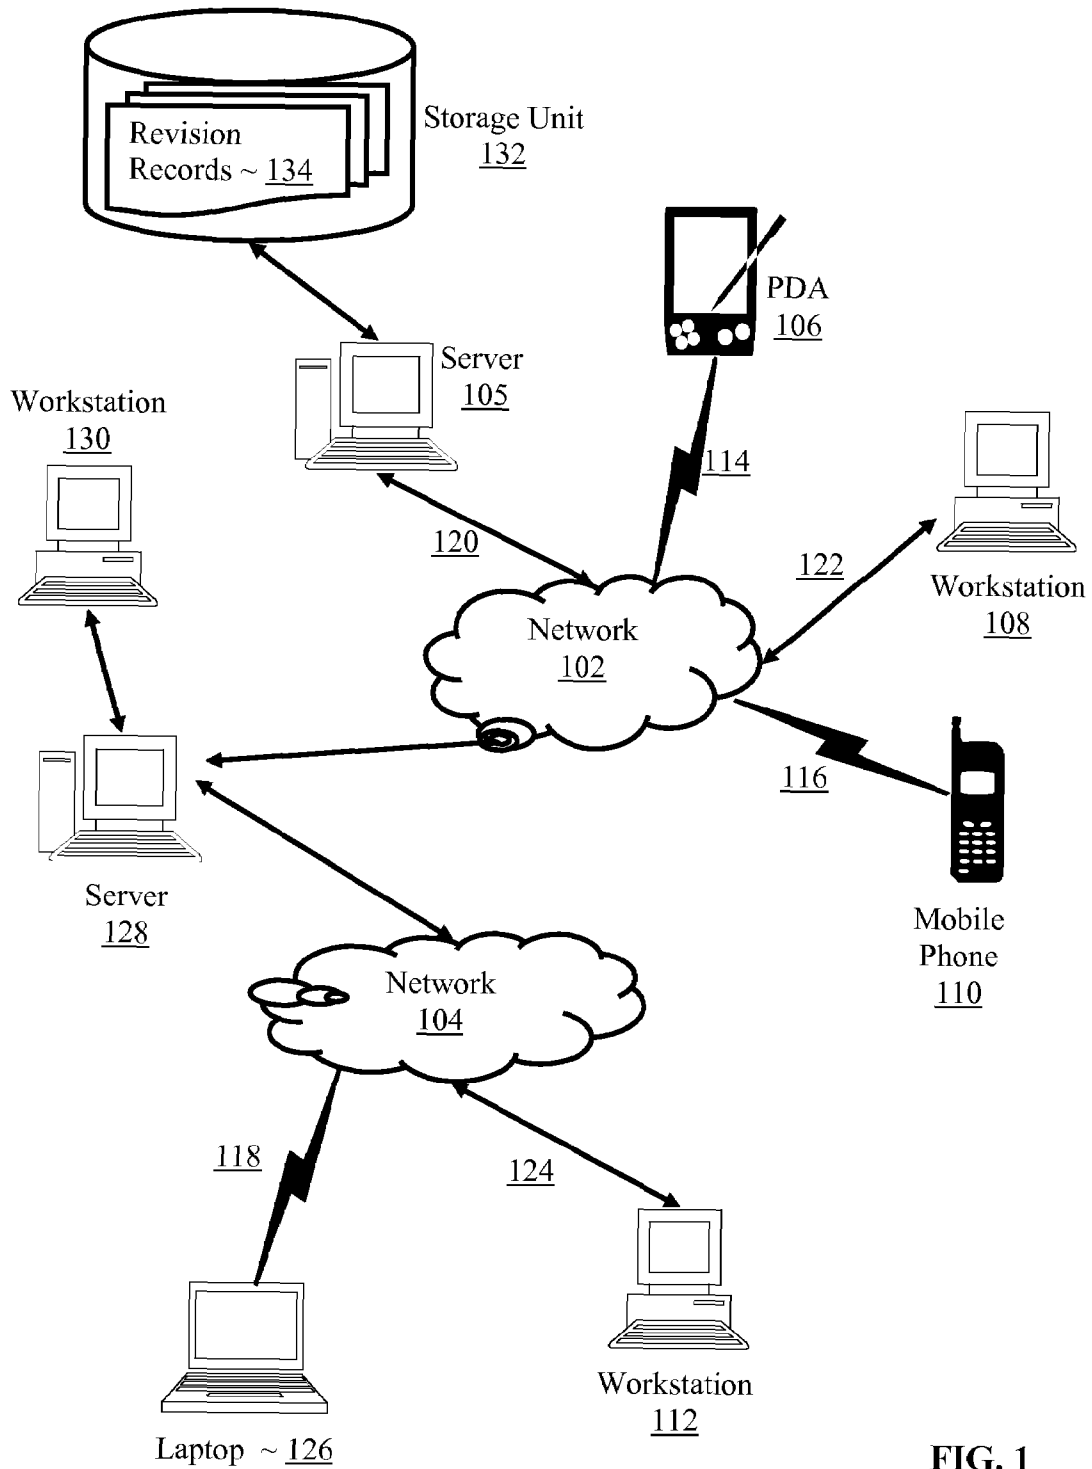 Revision
Records ~ 134
Storage Unit
132
PDA
106
Server
105
Workstation
130
114
120
122
Workstation
108
Network
102
116
Server
128
Mobile
Phone
110
Network
104
118
124
Workstation
112
Laptop ~ 126
FIG. 1